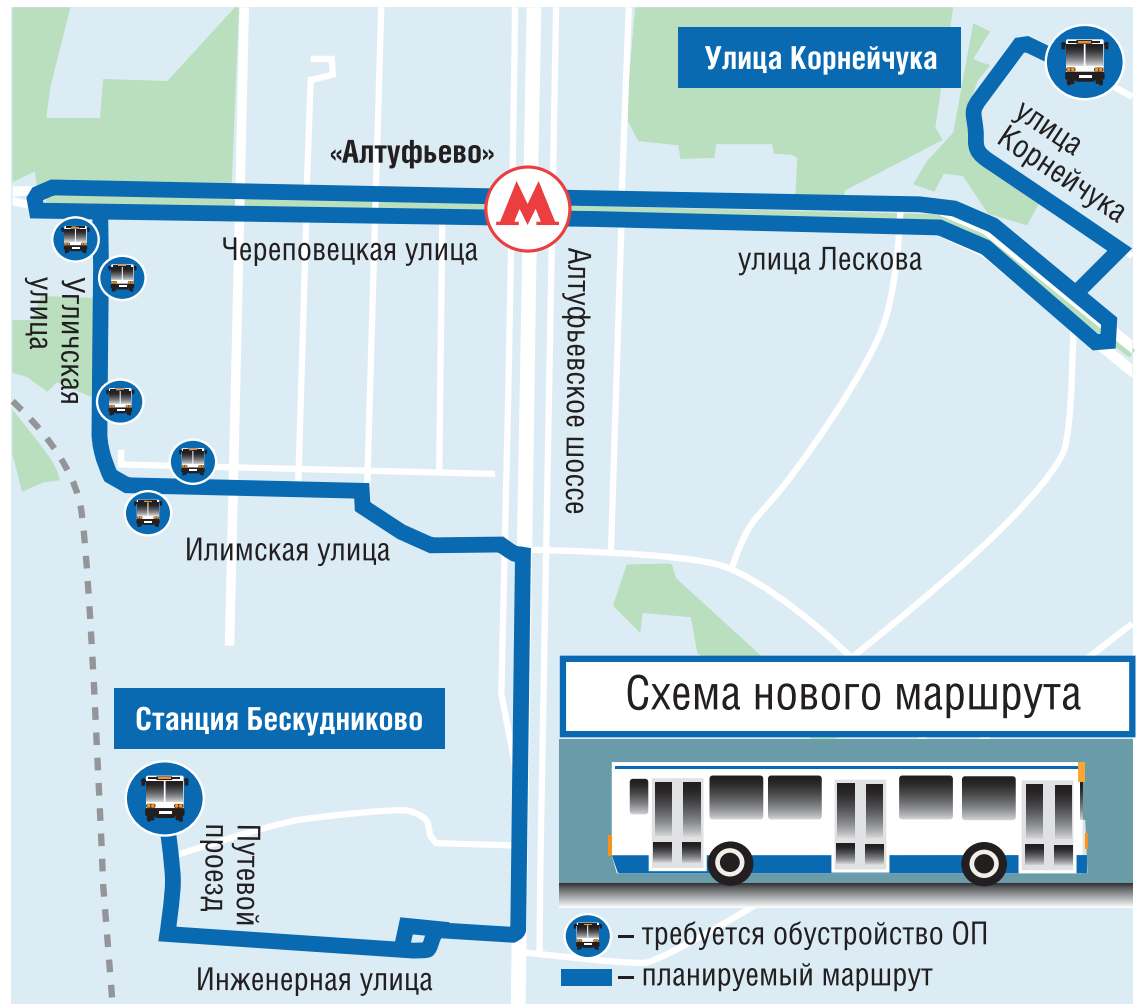 Улица Корнейчука
улица
Корнейчука
«Алтуфьево»
М
Череповецкая улица
улица Лескова
Угличская
улица
Алтуфьевское шоссе
Илимская улица
Станция Бескудниково
Путевой
проезд
Инженерная улица
Схема нового маршрута
– требуется обустройство ОП
– планируемый маршрут